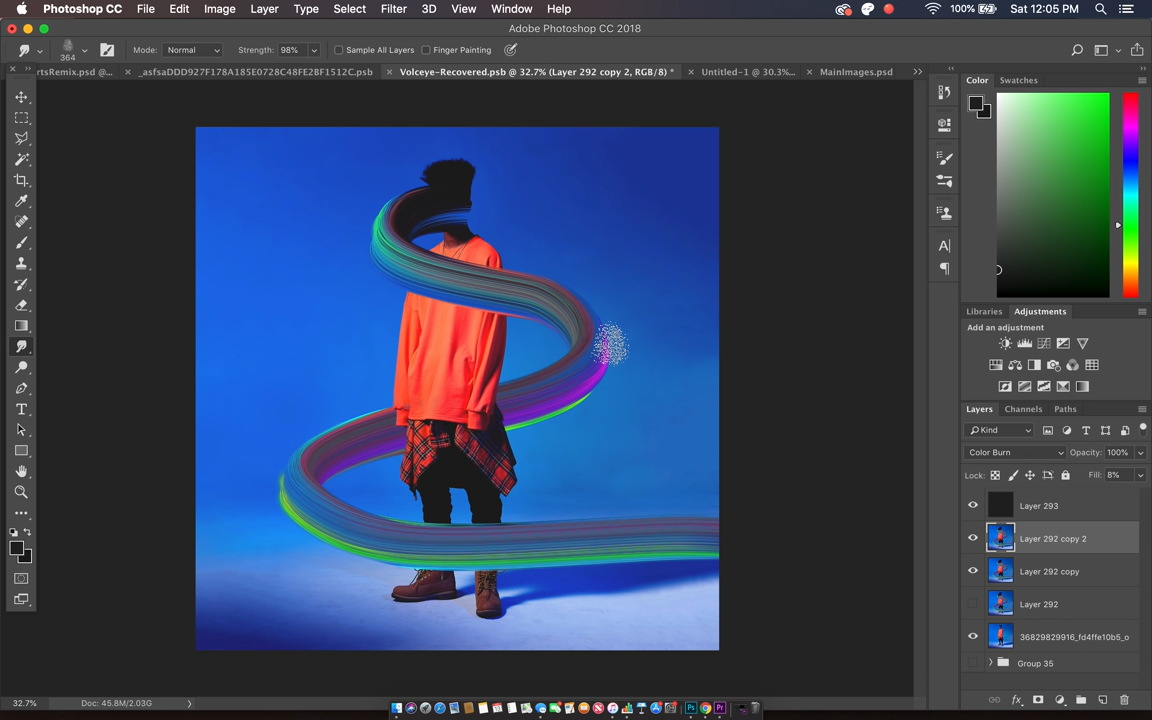 Photoshop CC File Edit Image Layer Type Select Filter 3D View Window Help 100% Sat 12:05 PM
Adobe Photoshop CC 2018
364 Mode: Normal Strength: 98% Sample All Layers Finger Painting
rtsRemix.psd @... _asfsaDDD927F178A185E0728C48FE2BF1512C.psb Volceye-Recovered.psb @ 32.7% (Layer 292 copy 2, RGB/8) * Untitled-1 @ 30.3%... MainImages.psd
Color Swatches
Libraries Adjustments
Add an adjustment
Layers Channels Paths
Kind
Color Burn Opacity: 100%
Lock: Fill: 8%
Layer 293
Layer 292 copy 2
Layer 292 copy
Layer 292
36829829916_fd4ffe10b5_o
Group 35
32.7% Doc: 45.8M/2.03G